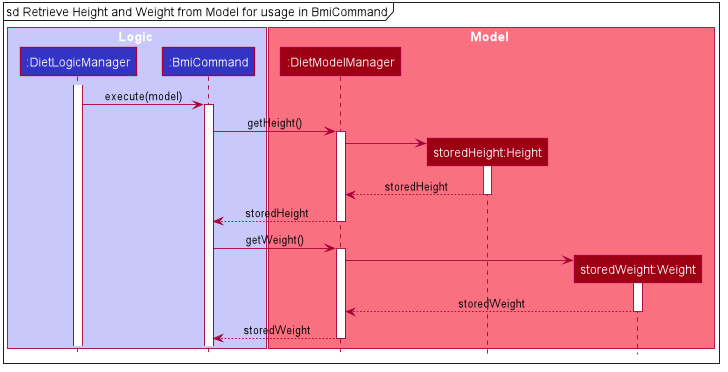 sd Retrieve Height and Weight from Model for usage in BmiCommand
Logic
Model
:DietLogicManager
:BmiCommand
:DietModelManager
execute(model)
getHeight()
storedHeight:Height
storedHeight
storedHeight
getWeight()
storedWeight:Weight
storedWeight
storedWeight